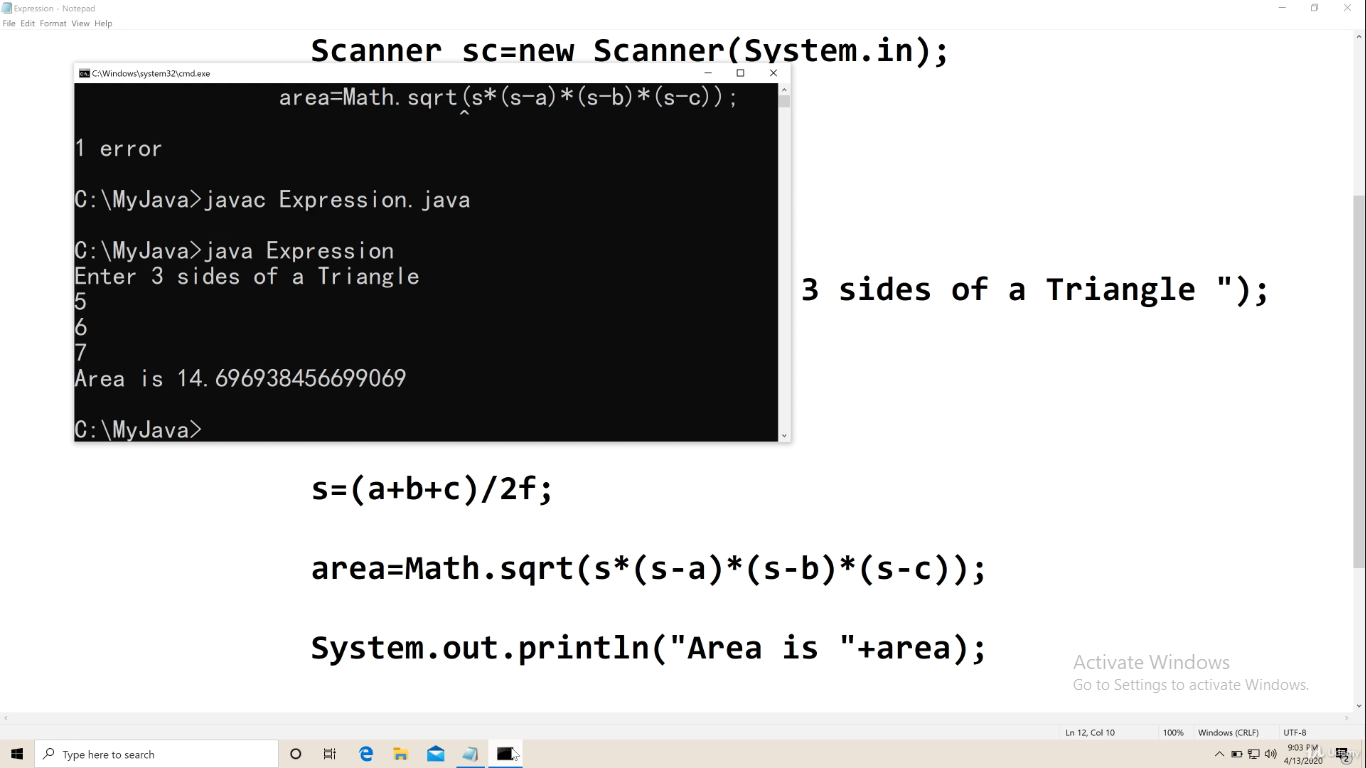 Expression - Notepad
File Edit Format View Help
Scanner sc=new Scanner(System.in);
C:\Windows\system32\cmd.exe
area=Math.sqrt(s*(s-a)*(s-b)*(s-c));
^
1 error
C:\MyJava>javac Expression.java
C:\MyJava>java Expression
Enter 3 sides of a Triangle
3 sides of a Triangle ");
5
6
7
Area is 14.696938456699069
C:\MyJava>
s=(a+b+c)/2f;
area=Math.sqrt(s*(s-a)*(s-b)*(s-c));
System.out.println("Area is "+area);
Activate Windows
Go to Settings to activate Windows.
Ln 12, Col 10 100% Windows (CRLF) UTF-8
Type here to search
9:03 PM
4/13/2020
2